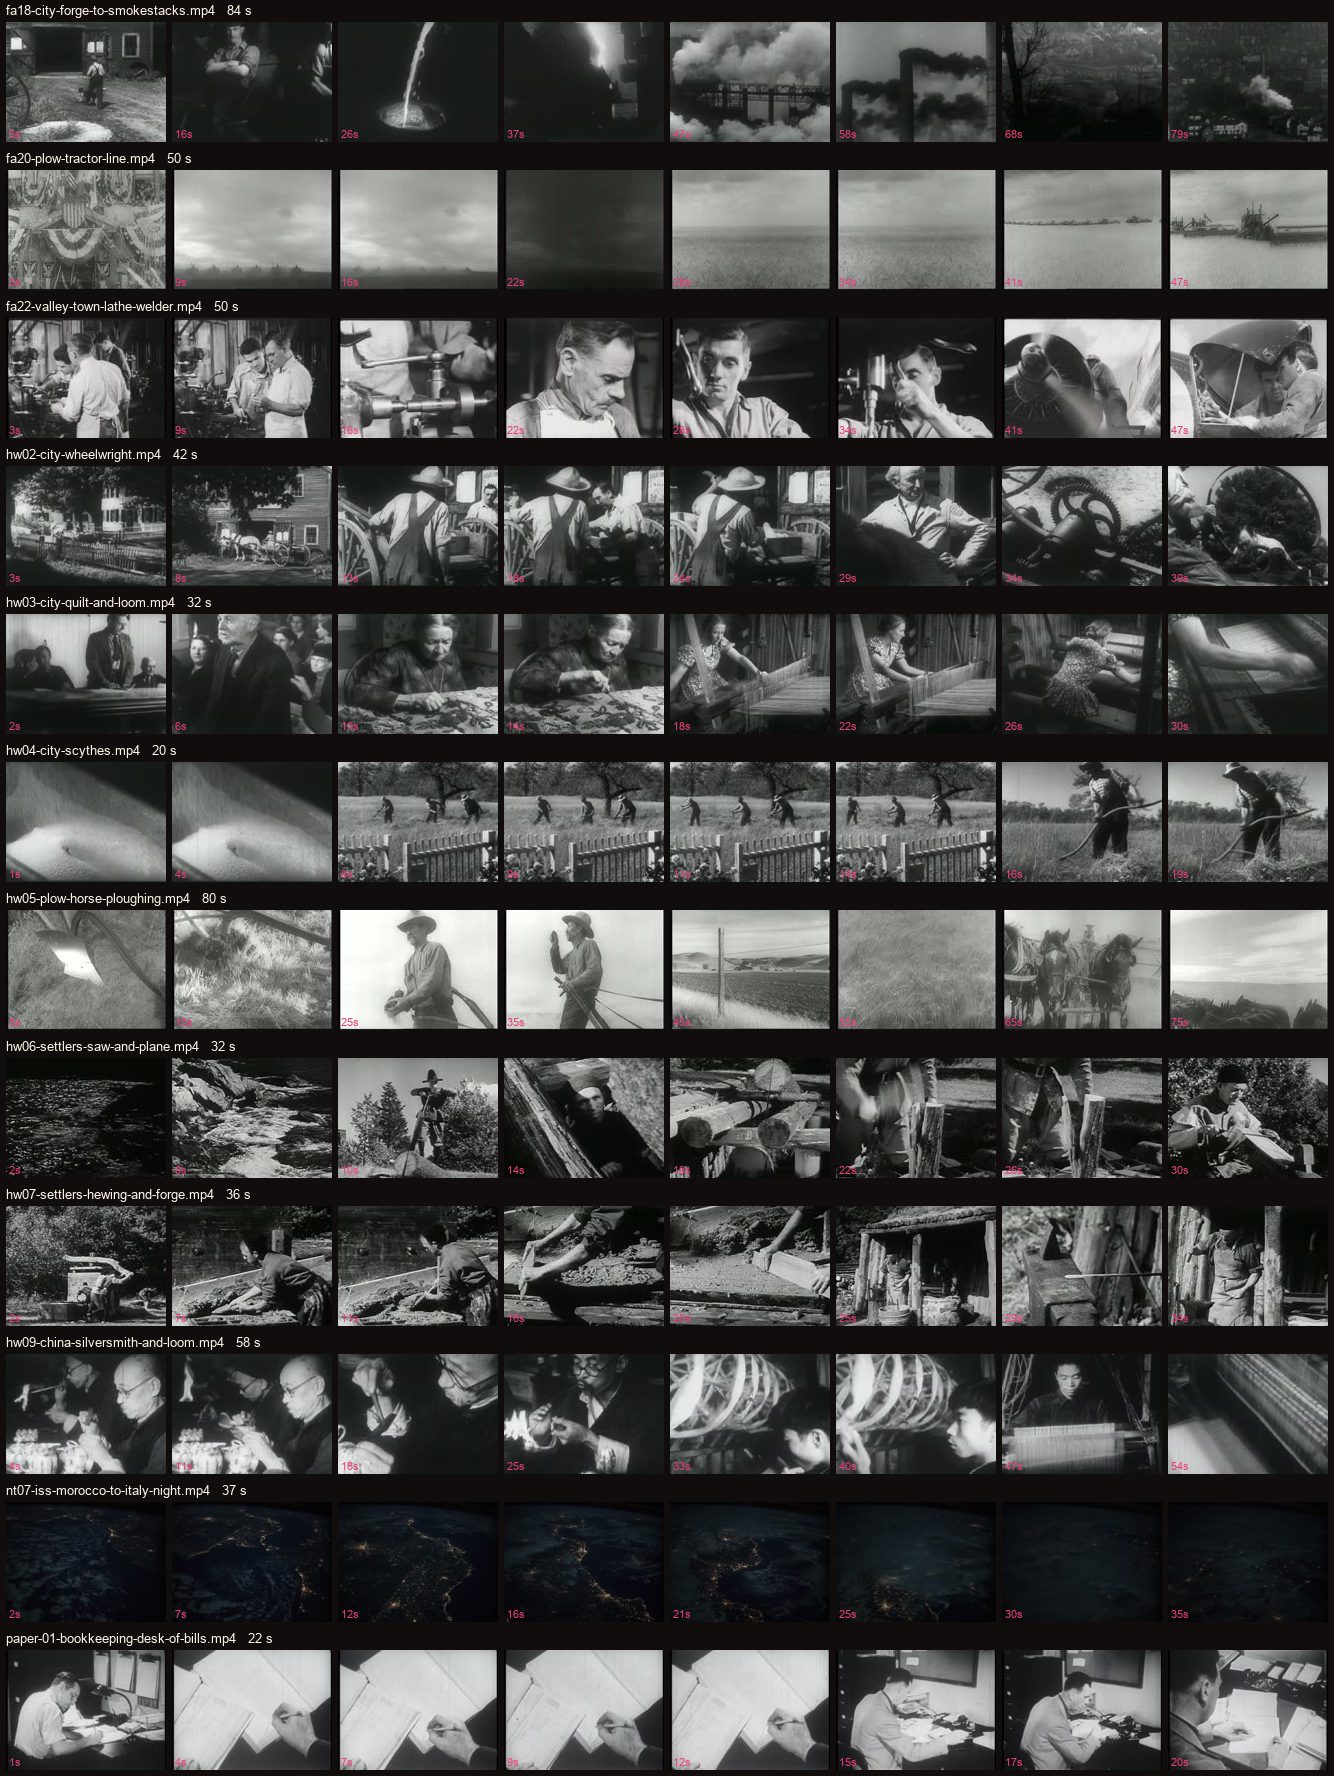 fa18-city-forge-to-smokestacks.mp4 84 s
16s 26s 37s 58s 68s 79s
fa20-plow-tractor-line.mp4 50 s
9s 16s 22s 34s 41s 47s
fa22-valley-town-lathe-welder.mp4 50 s
3s 9s 16s 22s 28s 34s 41s 47s
hw02-city-wheelwright.mp4 42 s
3s 8s 29s 34s 39s
hw03-city-quilt-and-loom.mp4 32 s
2s 6s 14s 18s 22s 26s 30s
hw04-city-scythes.mp4 20 s
1s 4s 16s 19s
hw05-plow-horse-ploughing.mp4 80 s
25s 35s 65s 75s
hw06-settlers-saw-and-plane.mp4 32 s
2s 10s 14s 22s 26s 30s
hw07-settlers-hewing-and-forge.mp4 36 s
16s 25s
hw09-china-silversmith-and-loom.mp4 58 s
4s 11s 18s 25s 33s 40s 47s 54s
nt07-iss-morocco-to-italy-night.mp4 37 s
2s 7s 12s 16s 21s 25s 30s 35s
paper-01-bookkeeping-desk-of-bills.mp4 22 s
1s 4s 7s 9s 12s 15s 17s 20s